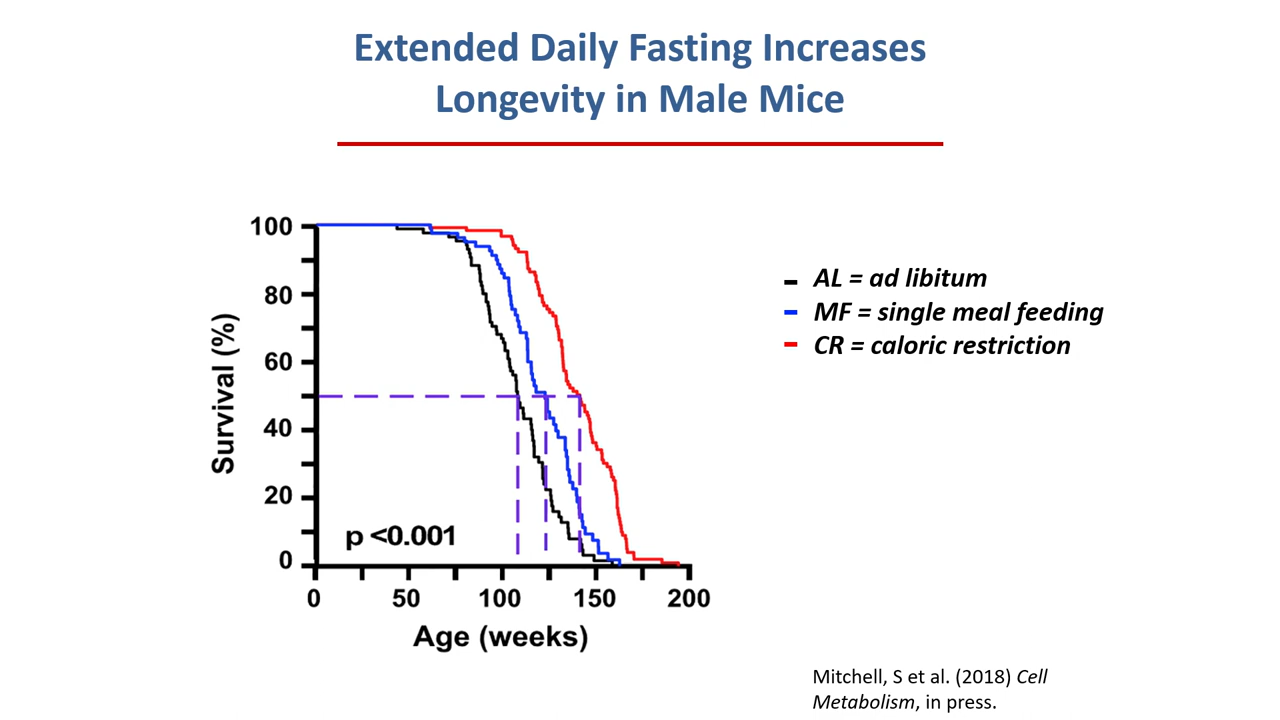 Extended Daily Fasting Increases
Longevity in Male Mice
100
80
60
40
20
0
Survival (%)
p <0.001
0 50 100 150 200
Age (weeks)
AL = ad libitum
MF = single meal feeding
CR = caloric restriction
Mitchell, S et al. (2018) Cell
Metabolism, in press.